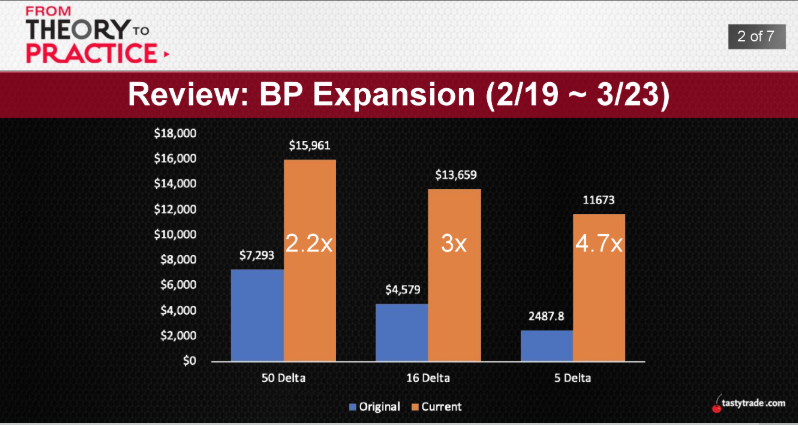 FROM
THEORY TO
PRACTICE
2 of 7
Review: BP Expansion (2/19 ~ 3/23)
$18,000
$16,000
$14,000
$12,000
$10,000
$8,000
$6,000
$4,000
$2,000
$0
$7,293
$15,961
2.2x
$4,579
$13,659
3x
2487.8
11673
4.7x
50 Delta
16 Delta
5 Delta
Original
Current
tastytrade.com